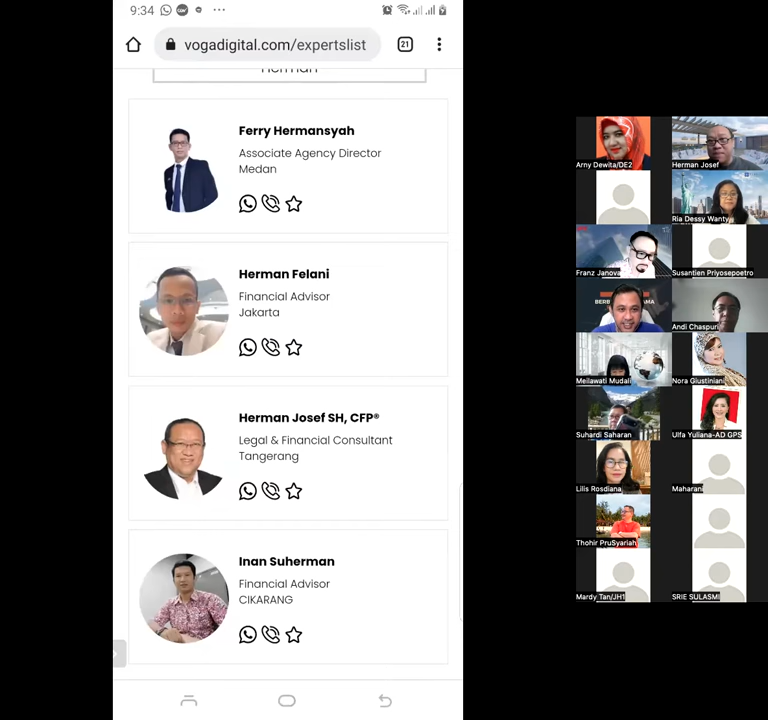 9:34
vogadigital.com/expertslist
21
Herman
Ferry Hermansyah
Associate Agency Director
Medan
Herman Felani
Financial Advisor
Jakarta
Herman Josef SH, CFP®
Legal & Financial Consultant
Tangerang
Inan Suherman
Financial Advisor
CIKARANG
Arny Dewita/DE2
Herman Josef
Ria Dessy Wanty
Franz Janova
Susantien Priyosepoetro
Andi Chaspuri
Meilawati Mudali
Nora Giustiniani
Suhardi Saharan
Ulfa Yuliana-AD GPS
Lilis Rosdiana
Maharani
Thohir PruSyariah
Mardy Tan/JH1
SRIE SULASMI